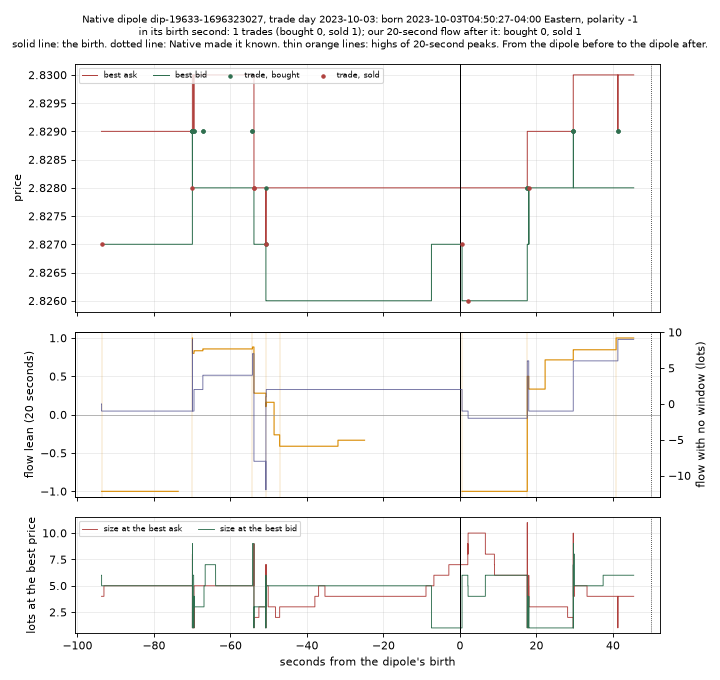 Native dipole dip-19633-1696323027, trade day 2023-10-03: born 2023-10-03T04:50:27-04:00 Eastern, polarity -1
in its birth second: 1 trades (bought 0, sold 1); our 20-second flow after it: bought 0, sold 1
solid line: the birth. dotted line: Native made it known. thin orange lines: highs of 20-second peaks. From the dipole before to the dipole after.
best ask
best bid
trade, bought
trade, sold
2.8300
2.8295
2.8290
2.8285
2.8280
2.8275
2.8270
2.8265
2.8260
price
1.0
0.5
0.0
−0.5
−1.0
flow lean (20 seconds)
10
5
0
−5
−10
flow with no window (lots)
size at the best ask
size at the best bid
10.0
7.5
5.0
2.5
lots at the best price
−100
−80
−60
−40
−20
0
20
40
seconds from the dipole's birth